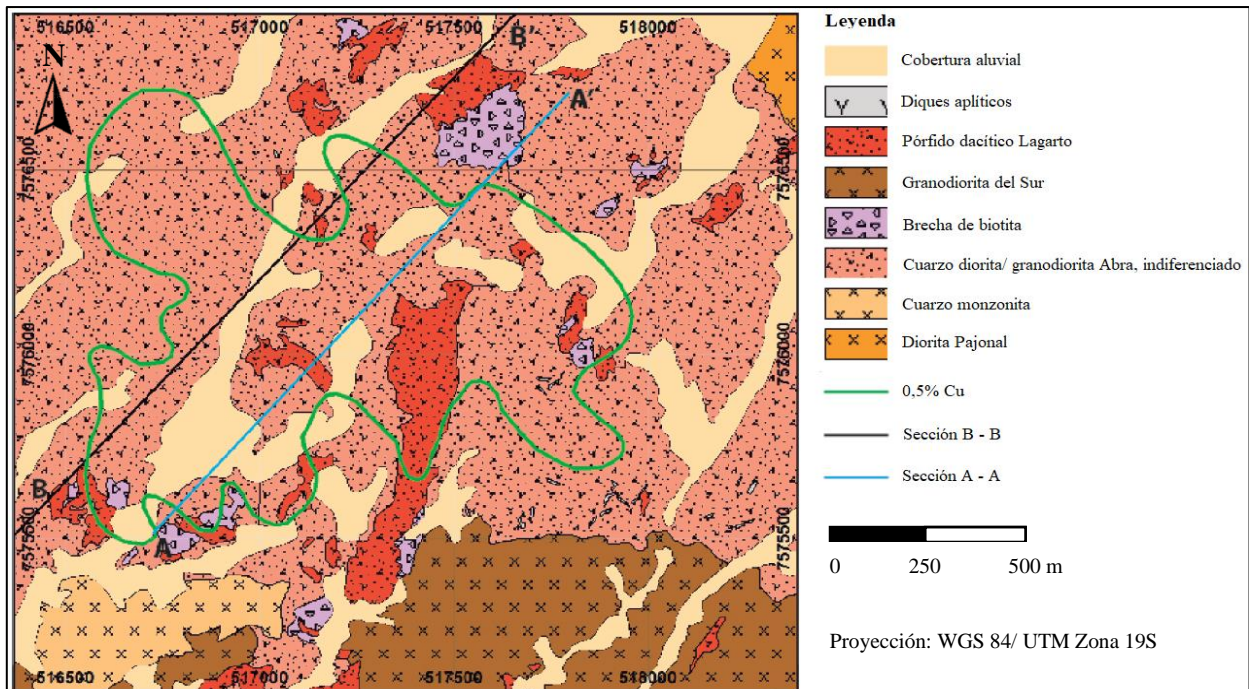 516500 517000 517500 518000
N
B'
A'
7576500 7576500
7576000 7576000
7575500 7575500
B
A
516500 517000 517500 518000
Leyenda
Cobertura aluvial
Diques aplíticos
Pórfido dacítico Lagarto
Granodiorita del Sur
Brecha de biotita
Cuarzo diorita/ granodiorita Abra, indiferenciado
Cuarzo monzonita
Diorita Pajonal
0,5% Cu
Sección B - B
Sección A - A
0 250 500 m
Proyección: WGS 84/ UTM Zona 19S